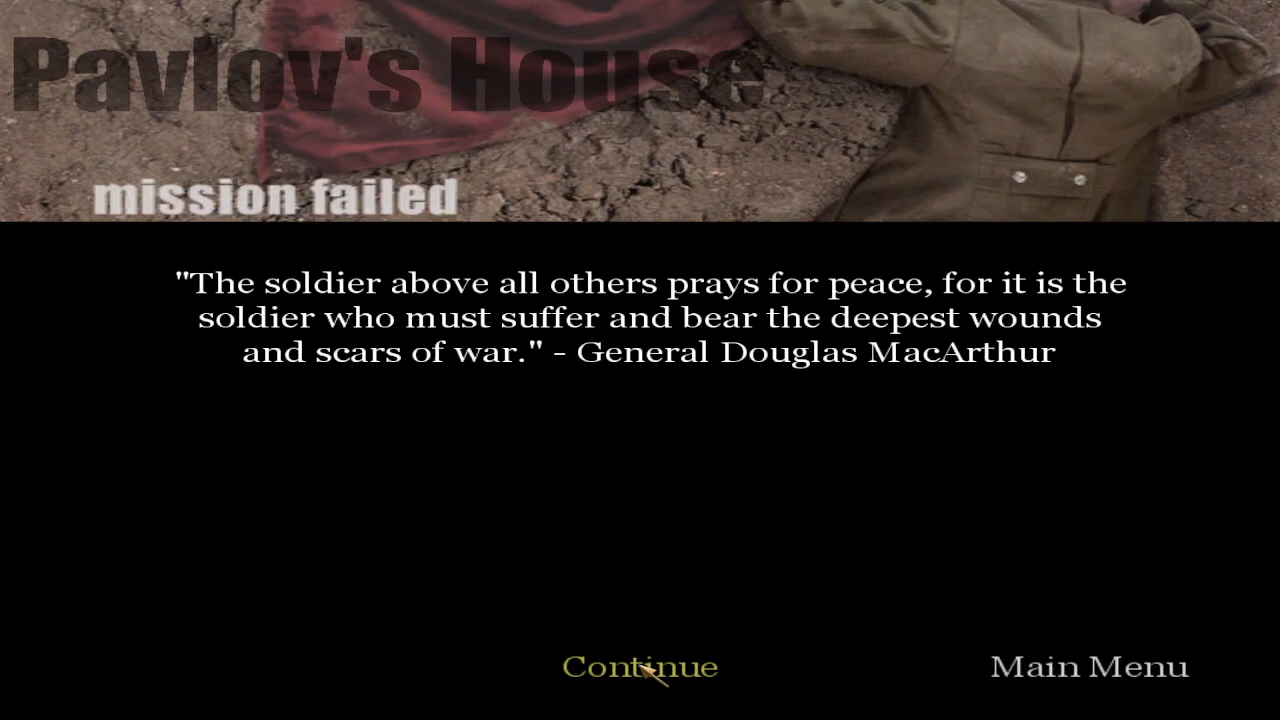 Pavlov's House
mission failed
"The soldier above all others prays for peace, for it is the
soldier who must suffer and bear the deepest wounds
and scars of war." - General Douglas MacArthur
Continue
Main Menu